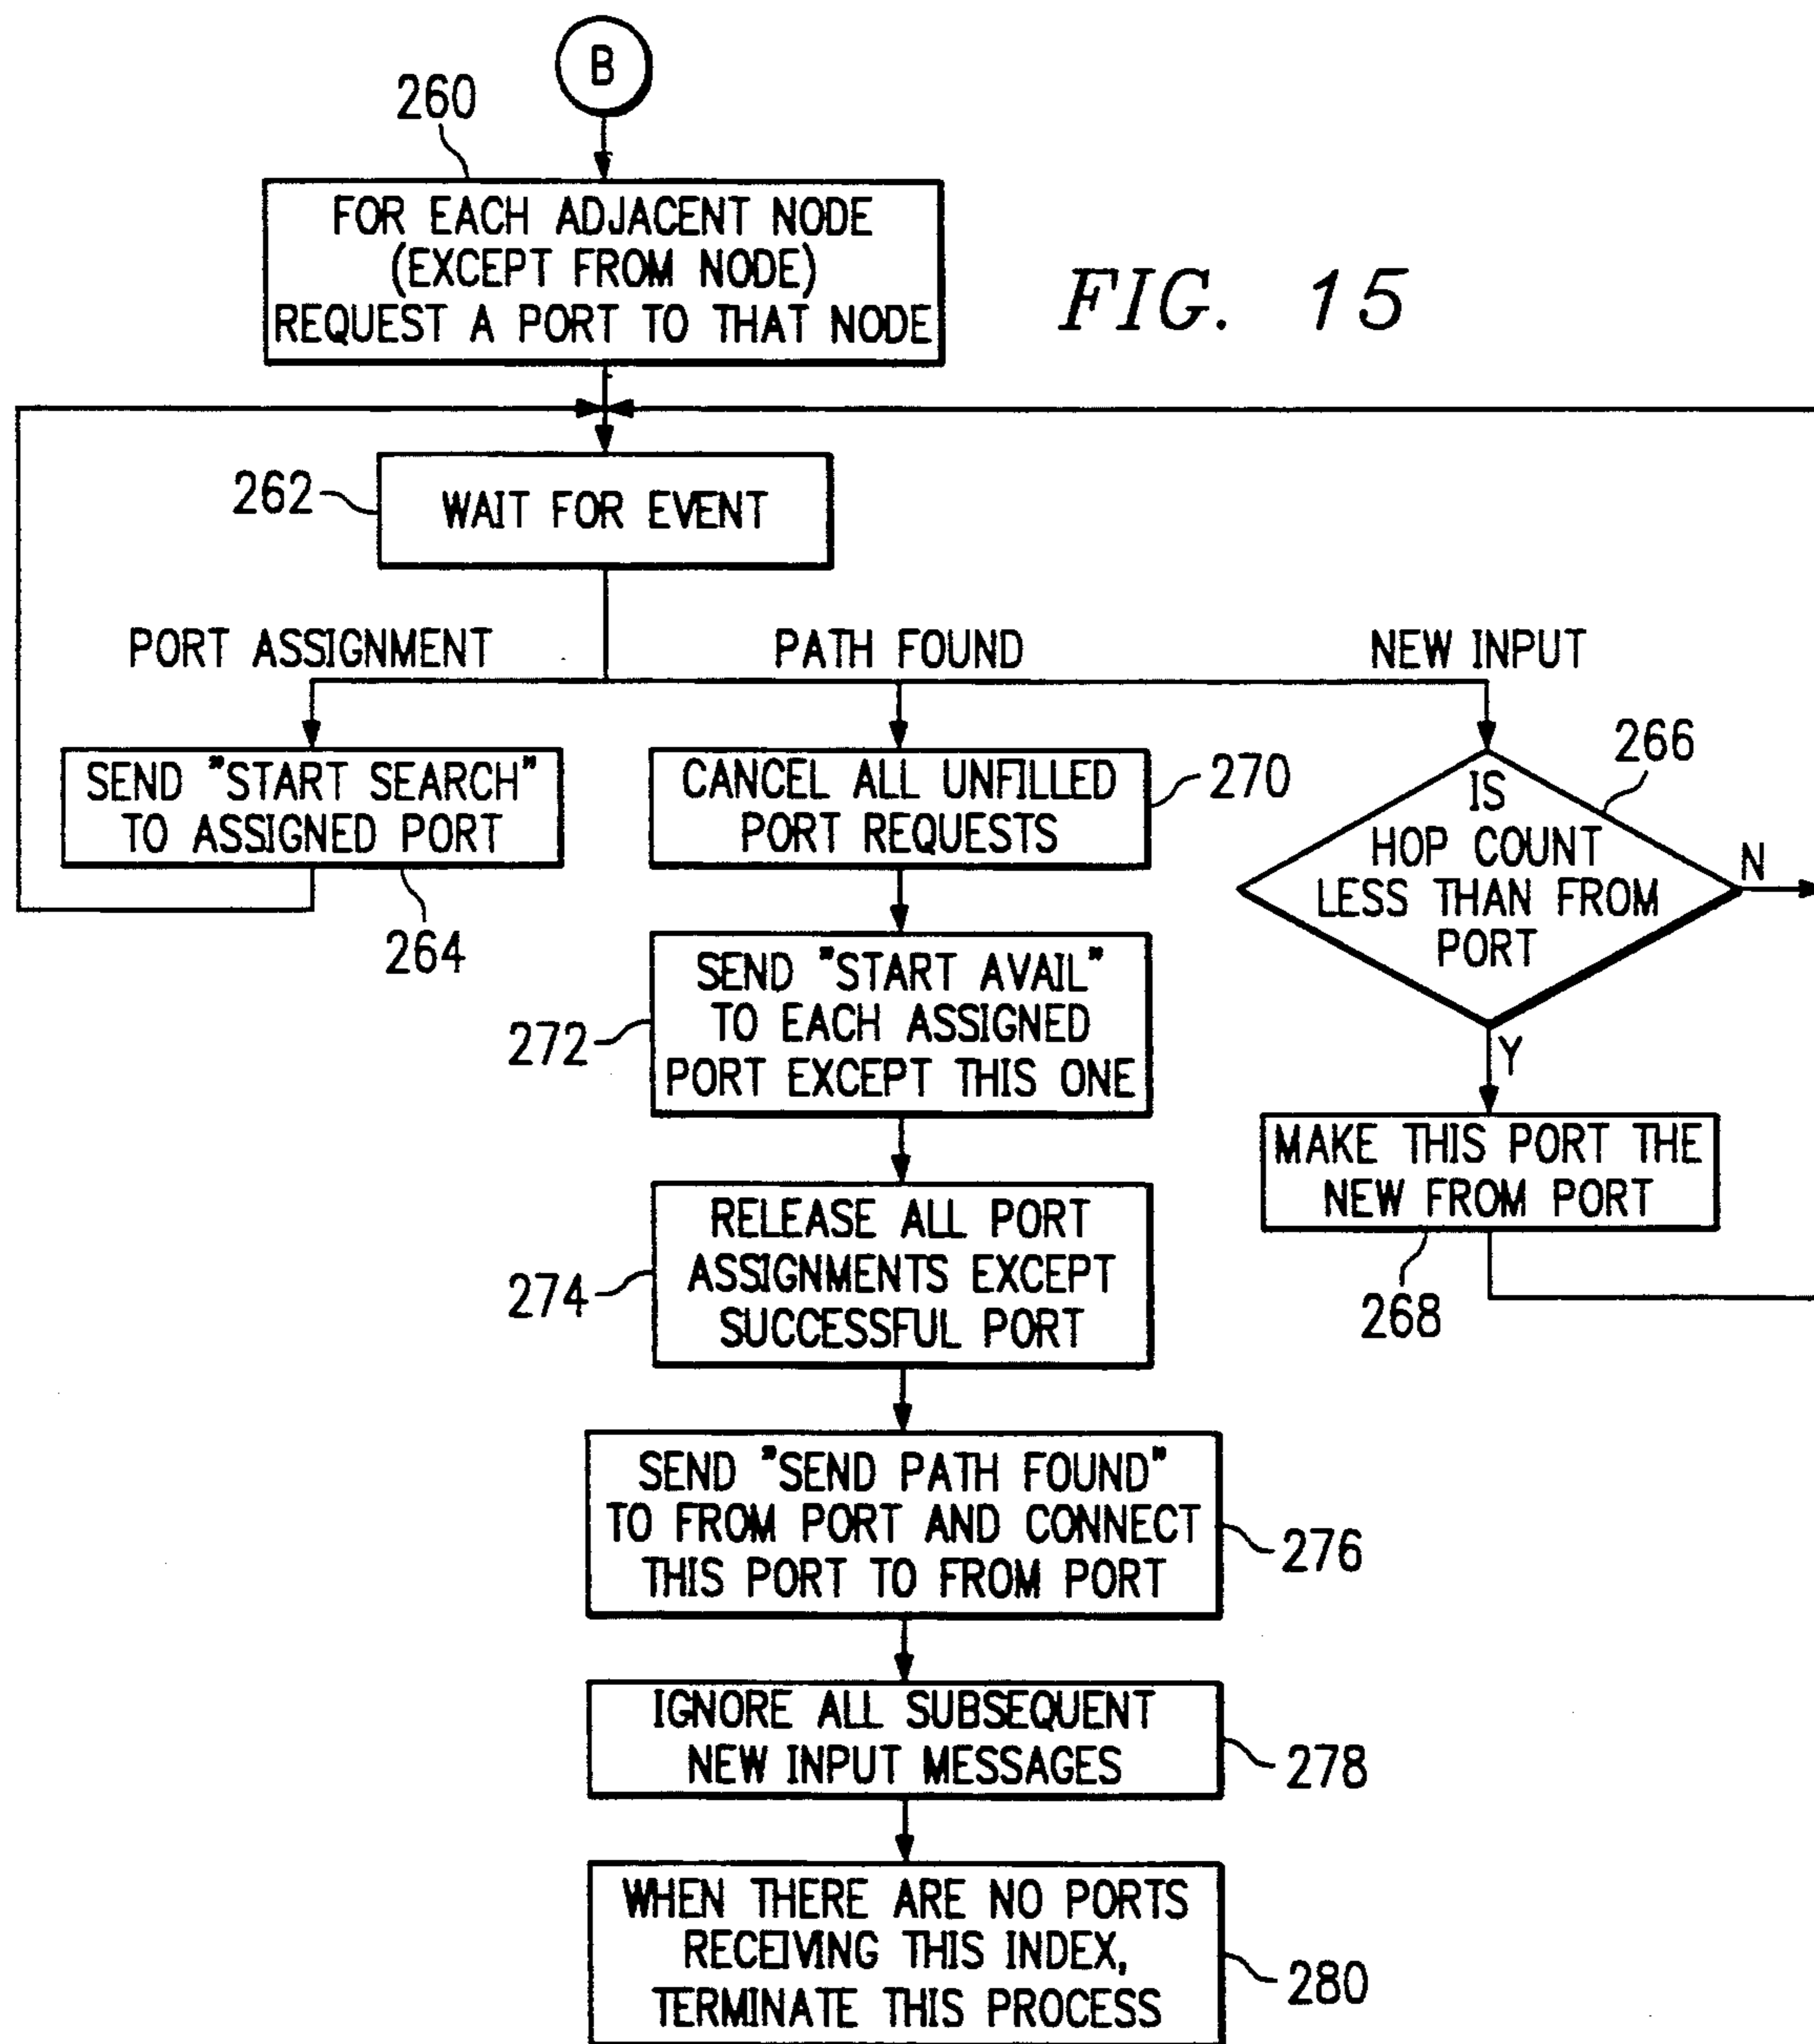 B
260
FOR EACH ADJACENT NODE
(EXCEPT FROM NODE)
REQUEST A PORT TO THAT NODE
FIG. 15
262
WAIT FOR EVENT
PORT ASSIGNMENT
PATH FOUND
NEW INPUT
SEND "START SEARCH"
TO ASSIGNED PORT
264
CANCEL ALL UNFILLED
PORT REQUESTS
270
266
IS
HOP COUNT
LESS THAN FROM
PORT
N
Y
SEND "START AVAIL"
TO EACH ASSIGNED
PORT EXCEPT THIS ONE
272
MAKE THIS PORT THE
NEW FROM PORT
268
RELEASE ALL PORT
ASSIGNMENTS EXCEPT
SUCCESSFUL PORT
274
SEND "SEND PATH FOUND"
TO FROM PORT AND CONNECT
THIS PORT TO FROM PORT
276
IGNORE ALL SUBSEQUENT
NEW INPUT MESSAGES
278
WHEN THERE ARE NO PORTS
RECEIVING THIS INDEX,
TERMINATE THIS PROCESS
280